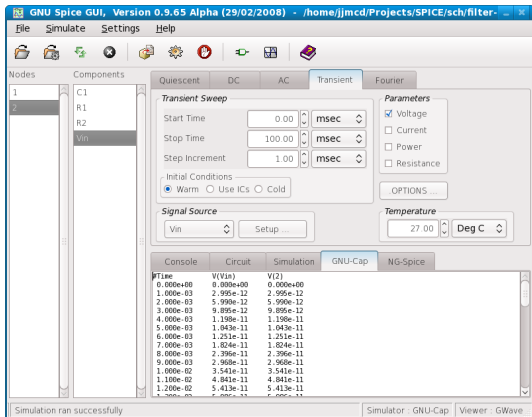 GNU Spice GUI, Version 0.9.65 Alpha (29/02/2008) - /home/jjmcd/Projects/SPICE/sch/filter-
File Simulate Settings Help
Nodes Components
Quiescent DC AC Transient Fourier
1
2
C1
R1
R2
Vin
Transient Sweep
Start Time 0.00 msec
Stop Time 100.00 msec
Step Increment 1.00 msec
Initial Conditions
Warm Use ICs Cold
Parameters
Voltage
Current
Power
Resistance
.OPTIONS ...
Signal Source
Vin Setup ...
Temperature
27.00 Deg C
Console Circuit Simulation GNU-Cap NG-Spice
#Time V(Vin) V(2)
0.000e+00 0.000e+00 0.000e+00
1.000e-03 2.995e-12 2.995e-12
2.000e-03 5.990e-12 5.990e-12
3.000e-03 9.895e-12 9.895e-12
4.000e-03 1.198e-11 1.198e-11
5.000e-03 1.043e-11 1.043e-11
6.000e-03 1.251e-11 1.251e-11
7.000e-03 1.824e-11 1.824e-11
8.000e-03 2.396e-11 2.396e-11
9.000e-03 2.968e-11 2.968e-11
1.000e-02 3.541e-11 3.541e-11
1.100e-02 4.841e-11 4.841e-11
1.200e-02 5.413e-11 5.413e-11
Simulation ran successfully Simulator : GNU-Cap Viewer : GWave